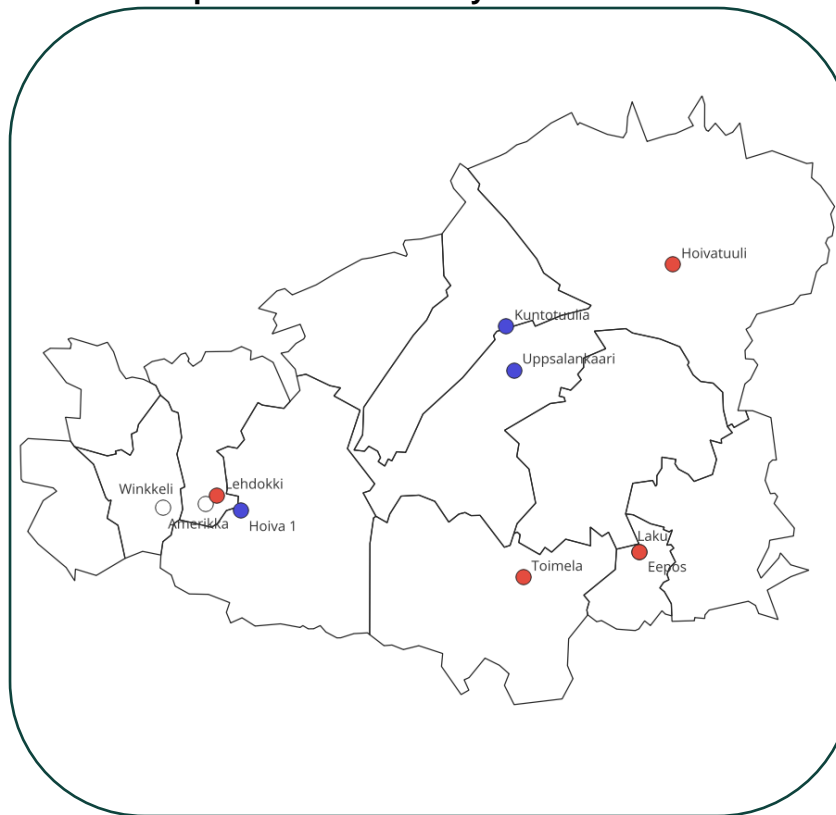 Hoivatuuli
Kuntotuulia
Uppsalankaari
Winkkeli
Lehdokki
Amerikka
Hoiva 1
Laku
Toimela
Eepos